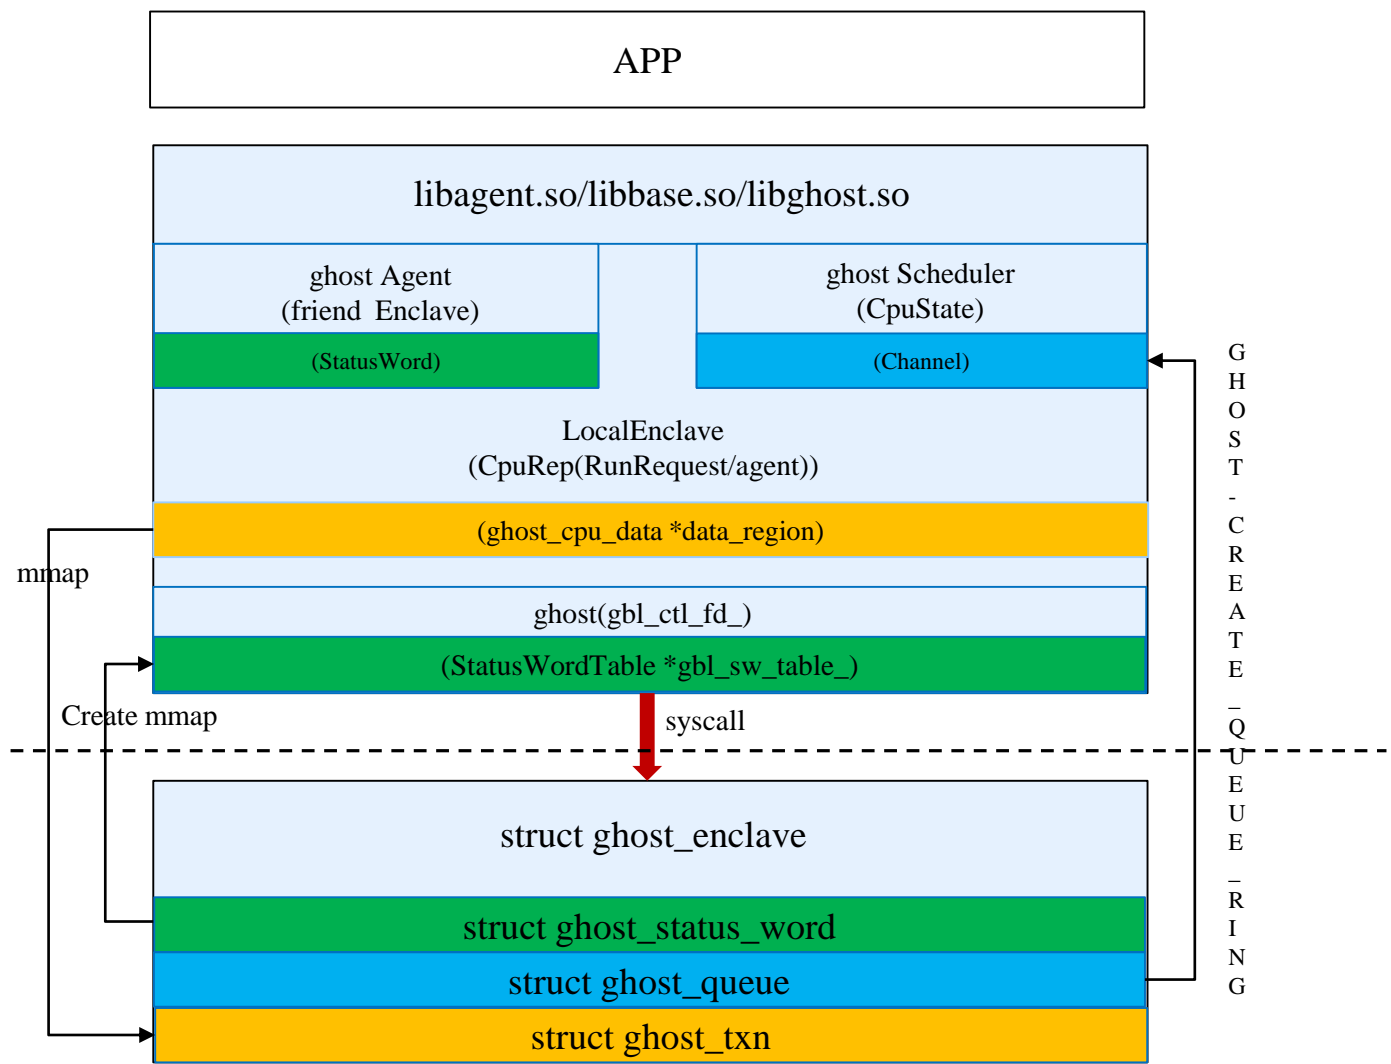 APP
libagent.so/libbase.so/libghost.so
ghost Agent
(friend  Enclave)
(StatusWord)
ghost Scheduler
(CpuState)
(Channel)
LocalEnclave
(CpuRep(RunRequest/agent))
(ghost_cpu_data *data_region)
mmap
ghost(gbl_ctl_fd_)
(StatusWordTable *gbl_sw_table_)
Create mmap
syscall
GHOST-CREATE_QUEUE_RING
struct ghost_enclave
struct ghost_status_word
struct ghost_queue
struct ghost_txn